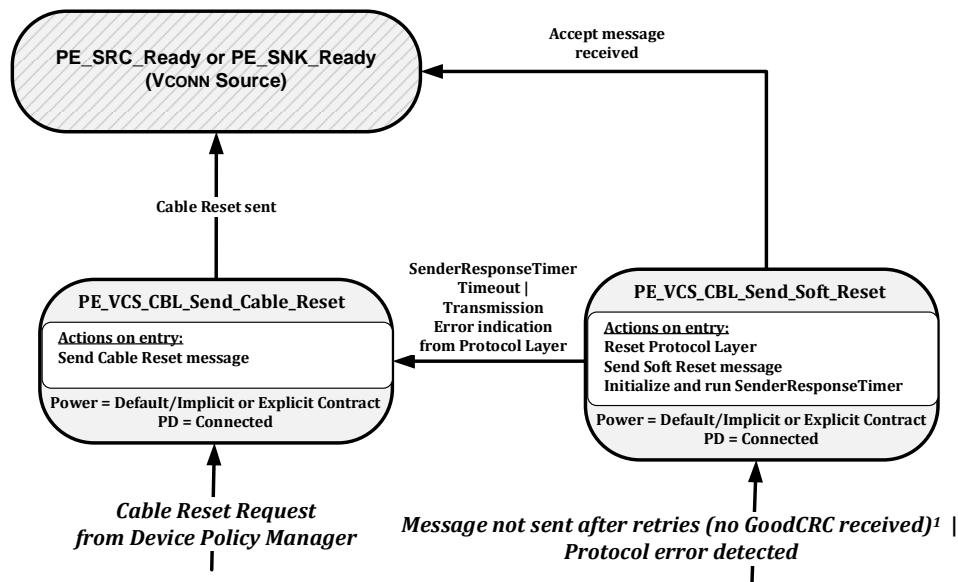 PE_SRC_Ready or PE_SNK_Ready
(VCONN Source)
Accept message
received
Cable Reset sent
SenderResponseTimer
Timeout |
Transmission
Error indication
from Protocol Layer
PE_VCS_CBL_Send_Cable_Reset
Actions on entry:
Send Cable Reset message
Power = Default/Implicit or Explicit Contract
PD = Connected
PE_VCS_CBL_Send_Soft_Reset
Actions on entry:
Reset Protocol Layer
Send Soft Reset message
Initialize and run SenderResponseTimer
Power = Default/Implicit or Explicit Contract
PD = Connected
Cable Reset Request
from Device Policy Manager
Message not sent after retries (no GoodCRC received)¹ |
Protocol error detected